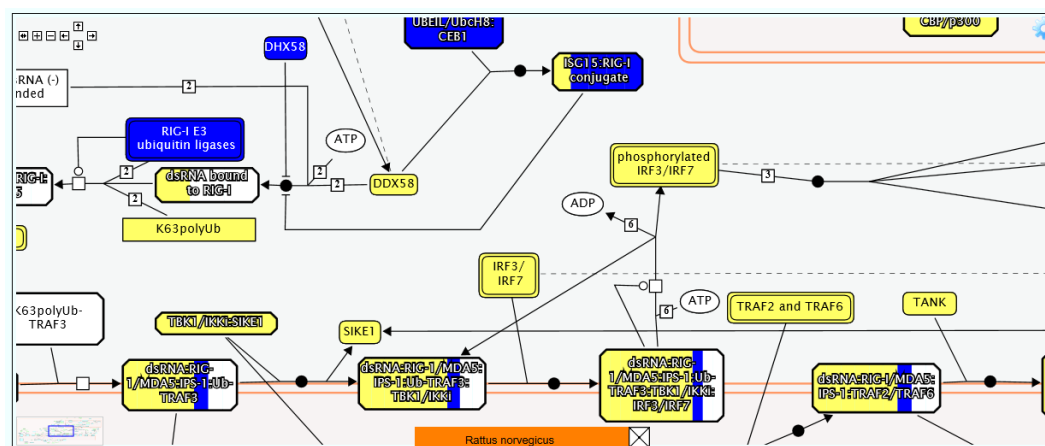 UBEIL/UbcH8:
CEB1
CBP/p300
DHX58
ISG15:RIG-I
conjugate
sRNA (-)
nded
2
RIG-I E3
ubiquitin ligases
ATP
phosphorylated
IRF3/IRF7
3
RIG-I:
5
2
dsRNA bound
to RIG-I
2
2
DDX58
2
K63polyUb
ADP
6
IRF3/
IRF7
ATP
6
TRAF2 and TRAF6
TANK
K63polyUb-
TRAF3
TBK1/IKKi:SIKE1
SIKE1
dsRNA:RIG-
1/MDA5:IPS-1:Ub-
TRAF3
dsRNA:RIG-1/MDA5:
IPS-1:Ub-TRAF3:
TBK1/IKKi
dsRNA:RIG-
1/MDA5:IPS-1:Ub-
TRAF3:TBK1/IKKi:
IRF3/IRF7
dsRNA:RIG-I/MDA5:
IPS-1:TRAF2/TRAF6
Rattus norvegicus